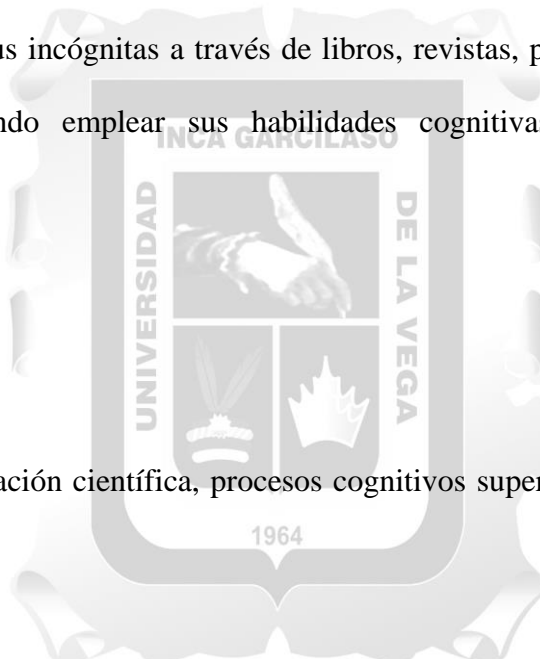 us incógnitas a través de libros, revistas, p
ndo emplear sus habilidades cognitivas
INCA GARCILASO
UNIVERSIDAD
DE LA VEGA
ación científica, procesos cognitivos super
1964